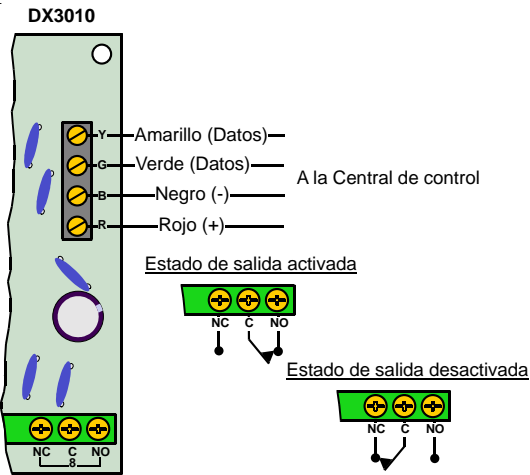 DX3010
Y Amarillo (Datos)
G Verde (Datos)
B Negro (-)
R Rojo (+)
A la Central de control
Estado de salida activada
NC C NO
Estado de salida desactivada
NC C NO
NC C NO
8